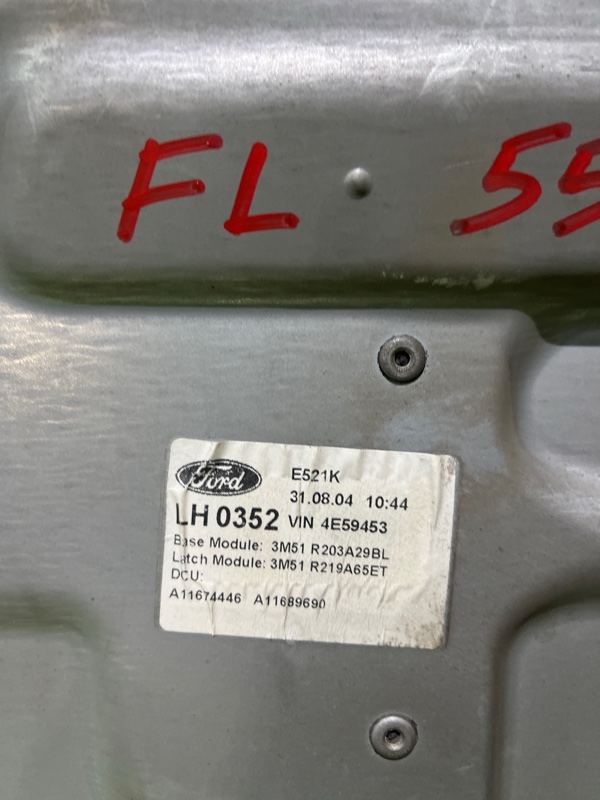 FL 55
Ford
E521K
31.08.04 10:44
LH 0352 VIN 4E59453
Base Module: 3M51 R203A29BL
Latch Module: 3M51 R219A65ET
DCU:
A11674446 A11689690